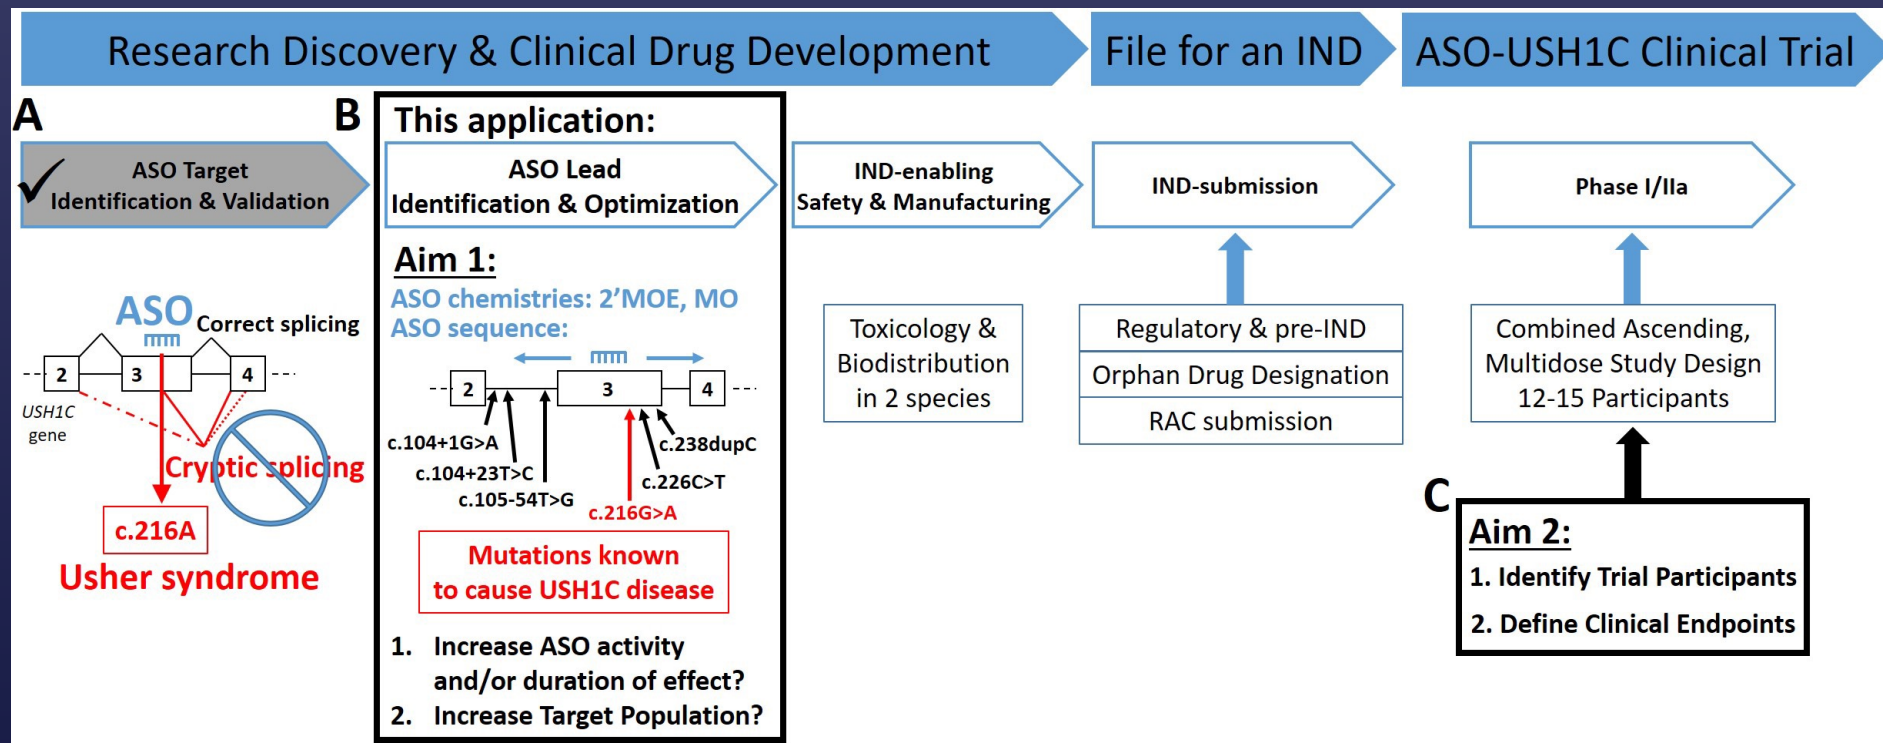 Research Discovery & Clinical Drug Development
File for an IND
ASO-USH1C Clinical Trial
A
ASO Target
Identification & Validation
ASO
Correct splicing
2
3
4
USH1C
gene
Cryptic splicing
c.216A
Usher syndrome
B
This application:
ASO Lead
Identification & Optimization
Aim 1:
ASO chemistries: 2'MOE, MO
ASO sequence:
2
3
4
c.104+1G>A
c.104+23T>C
c.105-54T>G
c.216G>A
c.226C>T
c.238dupC
Mutations known
to cause USH1C disease
1. Increase ASO activity
and/or duration of effect?
2. Increase Target Population?
IND-enabling
Safety & Manufacturing
Toxicology &
Biodistribution
in 2 species
IND-submission
Regulatory & pre-IND
Orphan Drug Designation
RAC submission
Phase I/IIa
Combined Ascending,
Multidose Study Design
12-15 Participants
C
Aim 2:
1. Identify Trial Participants
2. Define Clinical Endpoints